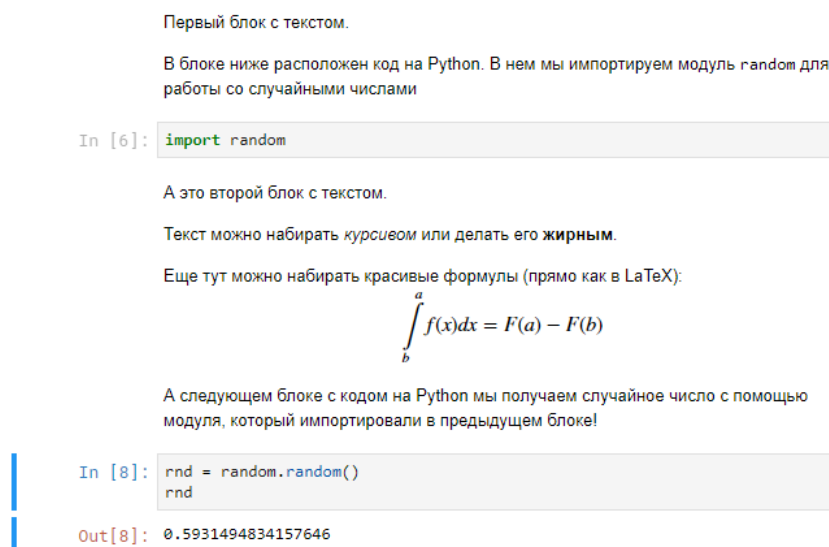 Первый блок с текстом.
В блоке ниже расположен код на Python. В нем мы импортируем модуль random для
работы со случайными числами
In [6]: import random
А это второй блок с текстом.
Текст можно набирать курсивом или делать его жирным.
Еще тут можно набирать красивые формулы (прямо как в LaTeX):
a
∫ f(x)dx = F(a) − F(b)
b
А следующем блоке с кодом на Python мы получаем случайное число с помощью
модуля, который импортировали в предыдущем блоке!
In [8]: rnd = random.random()
rnd
Out[8]: 0.5931494834157646